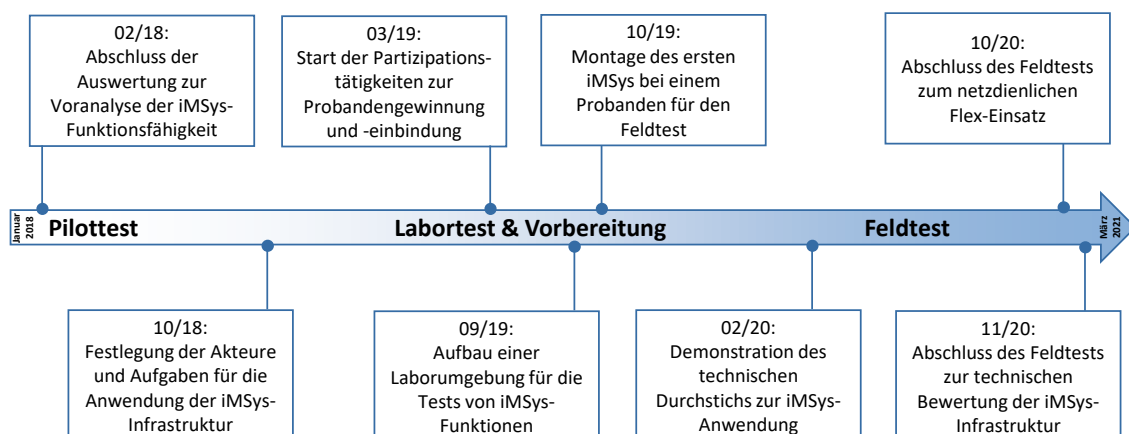 02/18:
Abschluss der
Auswertung zur
Voranalyse der iMSys-
Funktionsfähigkeit
03/19:
Start der Partizipations-
tätigkeiten zur
Probandengewinnung
und -einbindung
10/19:
Montage des ersten
iMSys bei einem
Probanden für den
Feldtest
10/20:
Abschluss des Feldtests
zum netzdienlichen
Flex-Einsatz
Januar
2018
Pilottest
Labortest & Vorbereitung
Feldtest
März
2021
10/18:
Festlegung der Akteure
und Aufgaben für die
Anwendung der iMSys-
Infrastruktur
09/19:
Aufbau einer
Laborumgebung für die
Tests von iMSys-
Funktionen
02/20:
Demonstration des
technischen
Durchstichs zur iMSys-
Anwendung
11/20:
Abschluss des Feldtests
zur technischen
Bewertung der iMSys-
Infrastruktur